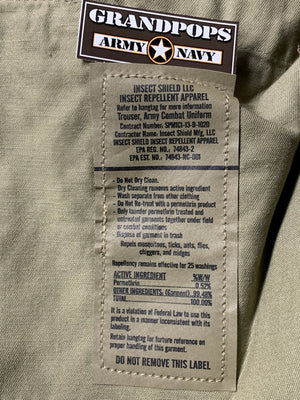 GRANDPOPS
ARMY NAVY
INSECT SHIELD LLC
INSECT REPELLENT APPAREL
Refer to hangtag for more information
Trouser, Army Combat Uniform
Contract Number: SPM1C1-13-D-1020
Contractor Name: Insect Shield Mfg, LLC
INSECT SHIELD INSECT REPELLENT APPAREL
EPA REG. NO.: 74843-2
EPA EST. NO.: 74843-NC-001
- Do Not Dry Clean.
Dry Cleaning removes active ingredient
- Wash separate from other clothing
- Do Not Re-treat with a permethrin product
- Only launder permethrin treated and
untreated garments together under field
or combat conditions
- Dispose of garment in trash
Repels mosquitoes, ticks, ants, flies,
chiggers, and midges
Repellency remains effective for 25 washings
ACTIVE INGREDIENT %W/W
Permethrin 0.52%
OTHER INGREDIENTS: (Garment) 99.48%
TOTAL 100.00%
It is a violation of Federal Law to use this
product in a manner inconsistent with its
labeling.
Retain hangtag for further reference on
proper handling of this garment.
DO NOT REMOVE THIS LABEL